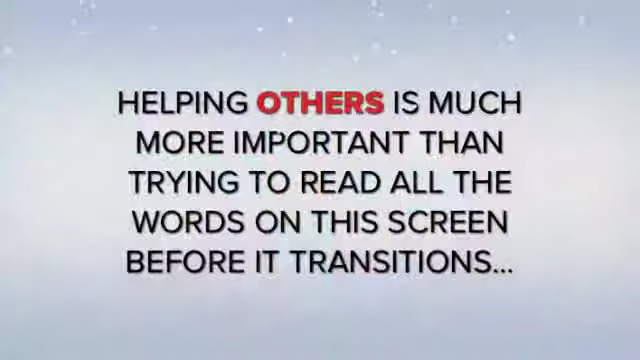 HELPING OTHERS IS MUCH
MORE IMPORTANT THAN
TRYING TO READ ALL THE
WORDS ON THIS SCREEN
BEFORE IT TRANSITIONS...